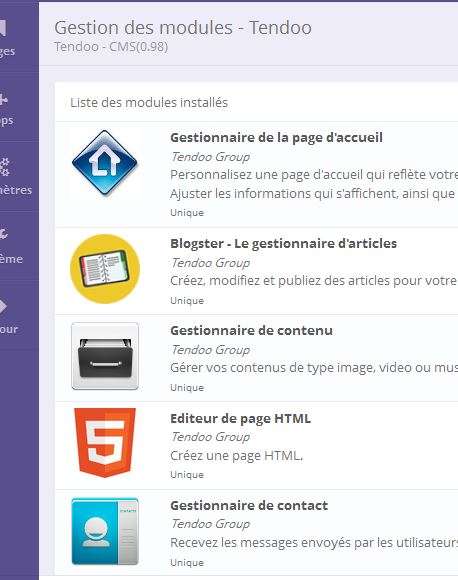 Gestion des modules - Tendoo
Tendoo - CMS(0.98)
Liste des modules installés
Gestionnaire de la page d'accueil
Tendoo Group
Personnalisez une page d'accueil qui reflète votre
Ajuster les informations qui s'affichent, ainsi que
Unique
Blogster - Le gestionnaire d'articles
Tendoo Group
Créez, modifiez et publiez des articles pour votre
Unique
Gestionnaire de contenu
Tendoo Group
Gérer vos contenus de type image, video ou mus
Unique
5
Editeur de page HTML
Tendoo Group
Créez une page HTML.
Unique
CONTACTS
Gestionnaire de contact
Tendoo Group
Recevez les messages envoyés par les utilisateurs
Unique
ges
ps
nètres
ème
our